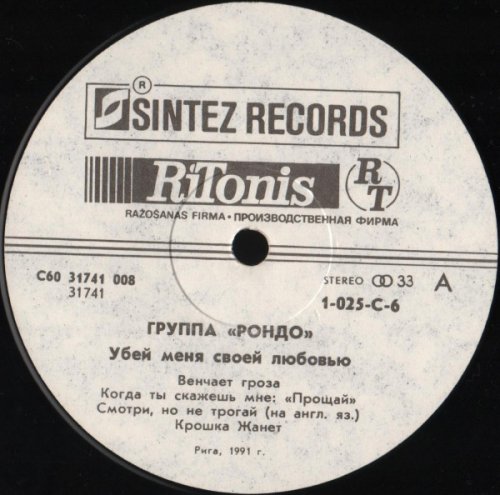 ®
SINTEZ RECORDS
RiTonis RT
RAŽOŠANAS FIRMA • ПРОИЗВОДСТВЕННАЯ ФИРМА
С60 31741 008
31741
STEREO 33 A
1-025-C-6
ГРУППА «РОНДО»
Убей меня своей любовью
Венчает гроза
Когда ты скажешь мне: «Прощай»
Смотри, но не трогай (на англ. яз.)
Крошка Жанет
Рига, 1991 г.